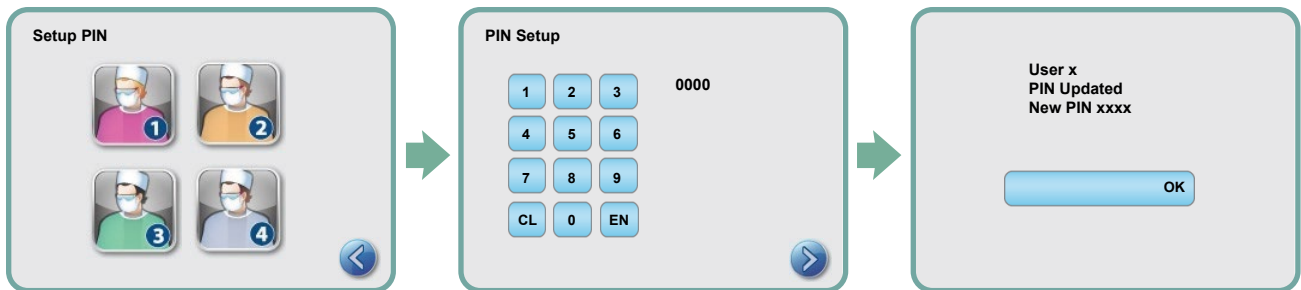 Setup PIN
1 2
3 4
PIN Setup
1 2 3 0000
4 5 6
7 8 9
CL 0 EN
User x
PIN Updated
New PIN xxxx
OK